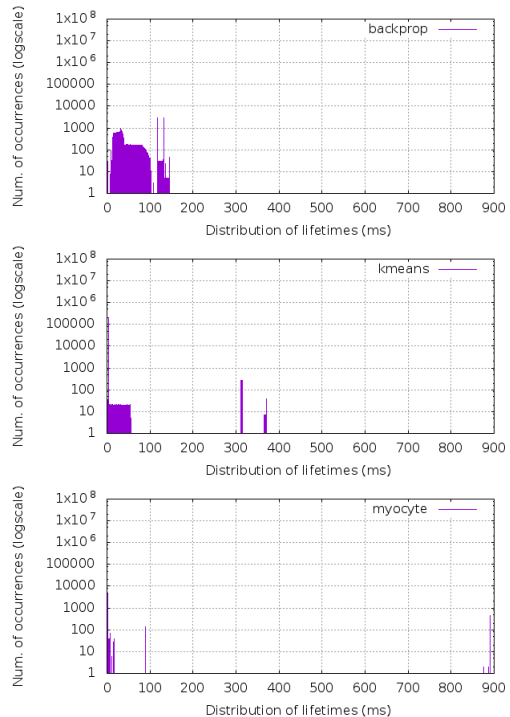 Num. of occurrences (logscale)
1x10^8
1x10^7
1x10^6
100000
10000
1000
100
10
1
backprop
0 100 200 300 400 500 600 700 800 900
Distribution of lifetimes (ms)
Num. of occurrences (logscale)
1x10^8
1x10^7
1x10^6
100000
10000
1000
100
10
1
kmeans
0 100 200 300 400 500 600 700 800 900
Distribution of lifetimes (ms)
Num. of occurrences (logscale)
1x10^8
1x10^7
1x10^6
100000
10000
1000
100
10
1
myocyte
0 100 200 300 400 500 600 700 800 900
Distribution of lifetimes (ms)